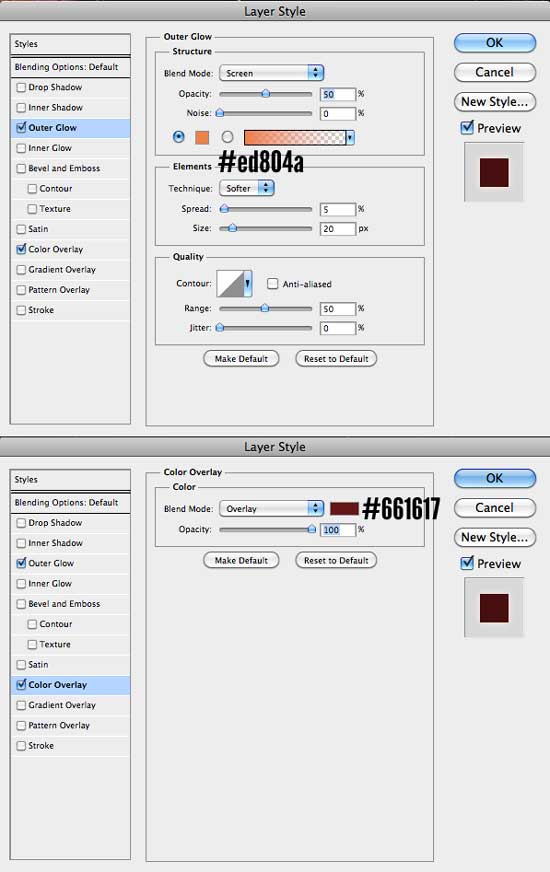 Layer Style
Styles
Blending Options: Default
Drop Shadow
Inner Shadow
Outer Glow
Inner Glow
Bevel and Emboss
Contour
Texture
Satin
Color Overlay
Gradient Overlay
Pattern Overlay
Stroke
Outer Glow
Structure
Blend Mode: Screen
Opacity: 50 %
Noise: 0 %
#ed804a
Elements
Technique: Softer
Spread: 5 %
Size: 20 px
Quality
Contour: Anti-aliased
Range: 50 %
Jitter: 0 %
Make Default Reset to Default
OK
Cancel
New Style...
Preview
Layer Style
Styles
Blending Options: Default
Drop Shadow
Inner Shadow
Outer Glow
Inner Glow
Bevel and Emboss
Contour
Texture
Satin
Color Overlay
Gradient Overlay
Pattern Overlay
Stroke
Color Overlay
Color
Blend Mode: Overlay #661617
Opacity: 100 %
Make Default Reset to Default
OK
Cancel
New Style...
Preview